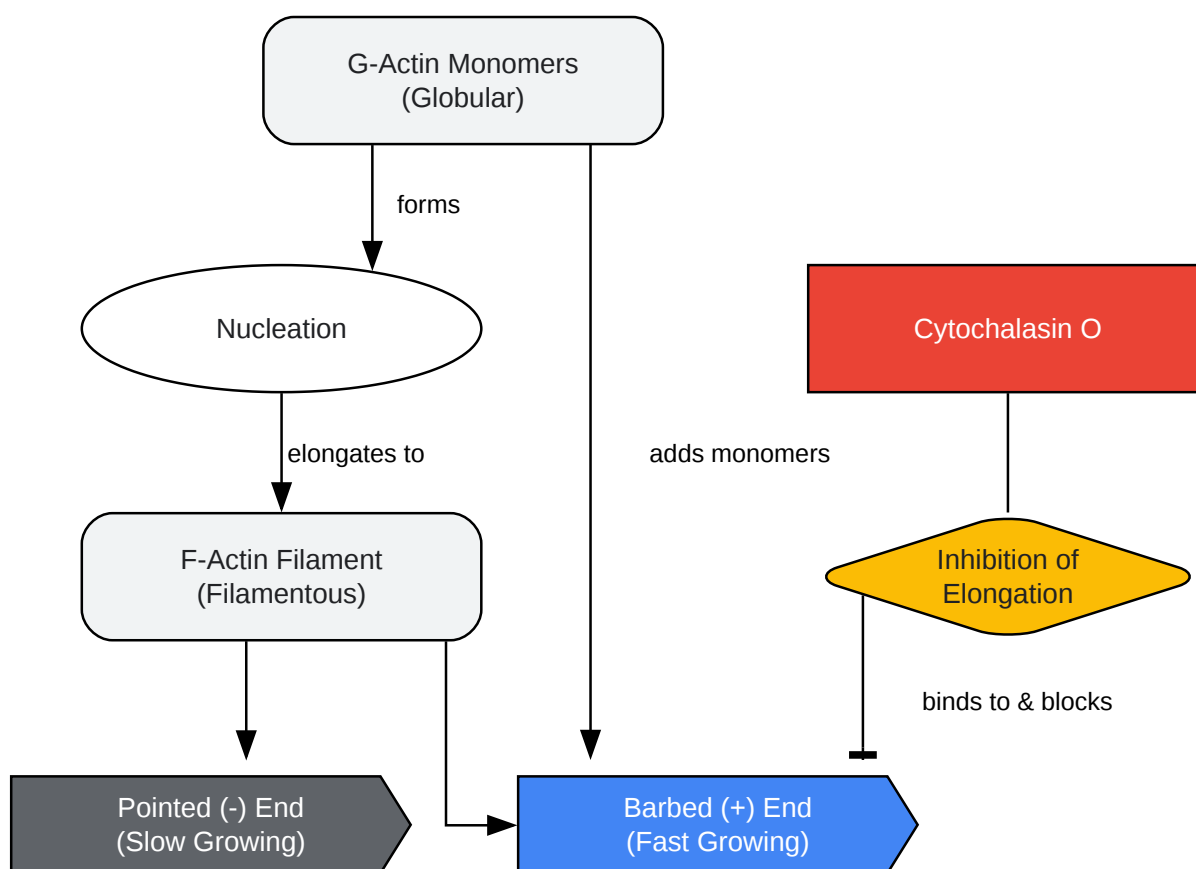 G-Actin Monomers
(Globular)
forms
Nucleation
Cytochalasin O
elongates to
adds monomers
F-Actin Filament
(Filamentous)
Inhibition of
Elongation
binds to & blocks
Pointed (-) End
(Slow Growing)
Barbed (+) End
(Fast Growing)